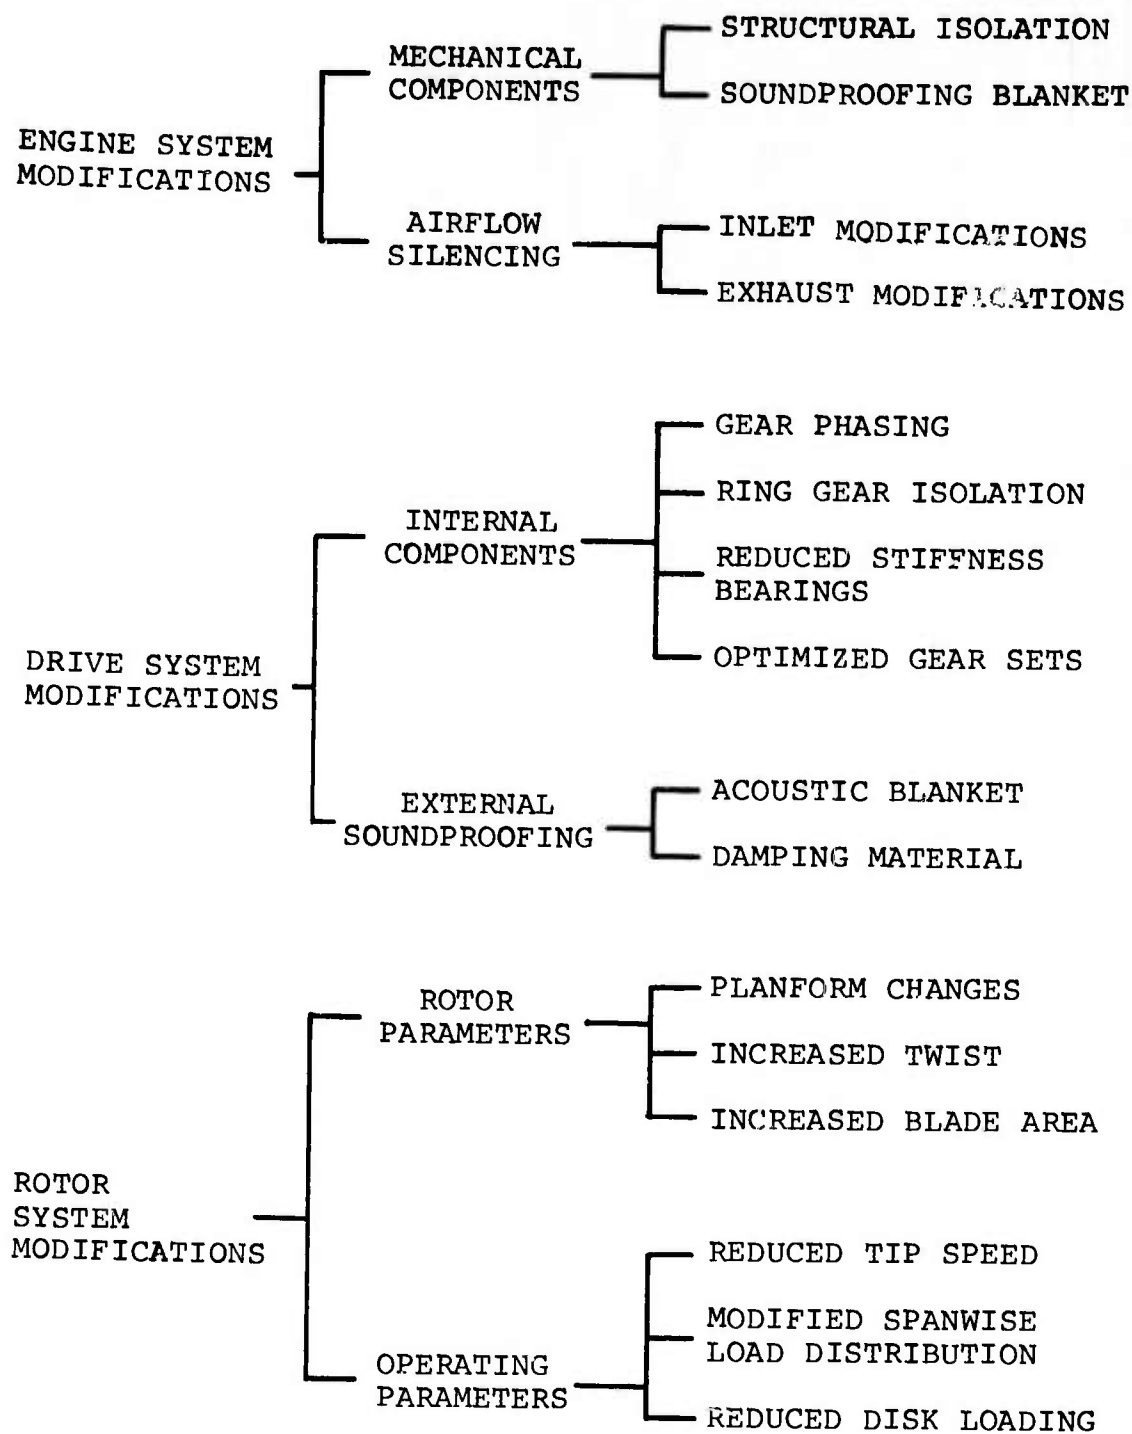 ENGINE SYSTEM
MODIFICATIONS
MECHANICAL
COMPONENTS
STRUCTURAL ISOLATION
SOUNDPROOFING BLANKET
AIRFLOW
SILENCING
INLET MODIFICATIONS
EXHAUST MODIFICATIONS
DRIVE SYSTEM
MODIFICATIONS
INTERNAL
COMPONENTS
GEAR PHASING
RING GEAR ISOLATION
REDUCED STIFFNESS
BEARINGS
OPTIMIZED GEAR SETS
EXTERNAL
SOUNDPROOFING
ACOUSTIC BLANKET
DAMPING MATERIAL
ROTOR
SYSTEM
MODIFICATIONS
ROTOR
PARAMETERS
PLANFORM CHANGES
INCREASED TWIST
INCREASED BLADE AREA
OPERATING
PARAMETERS
REDUCED TIP SPEED
MODIFIED SPANWISE
LOAD DISTRIBUTION
REDUCED DISK LOADING